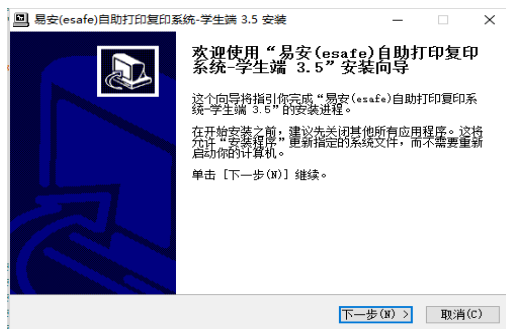 易安(esafe)自助打印复印系统-学生端 3.5 安装
欢迎使用“易安(esafe)自助打印复印
系统-学生端 3.5”安装向导
这个向导将指引你完成“易安(esafe)自助打印复印系
统-学生端 3.5”的安装进程。
在开始安装之前，建议先关闭其他所有应用程序。这将
允许“安装程序”更新指定的系统文件，而不需要重新
启动你的计算机。
单击 [下一步(N)] 继续。
下一步(N) >
取消(C)